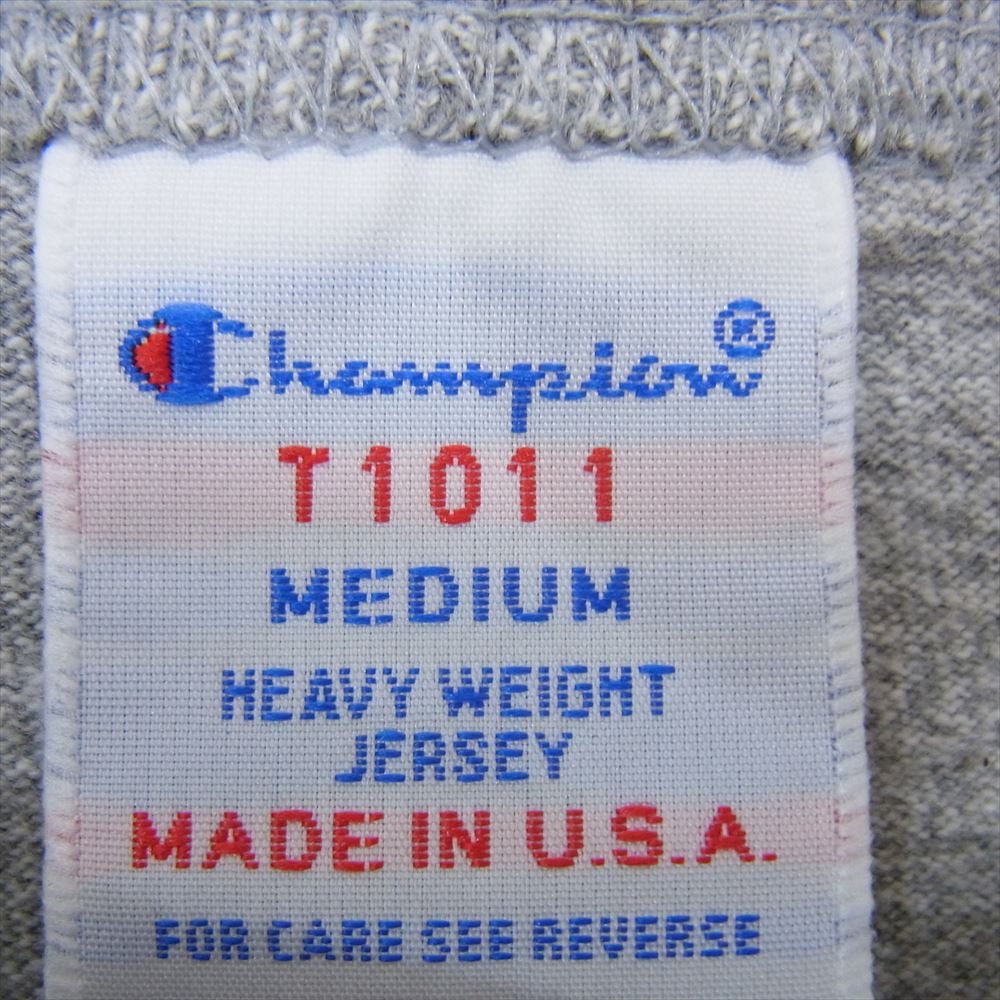 Champion®
T1011
MEDIUM
HEAVY WEIGHT
JERSEY
MADE IN U.S.A.
FOR CARE SEE REVERSE